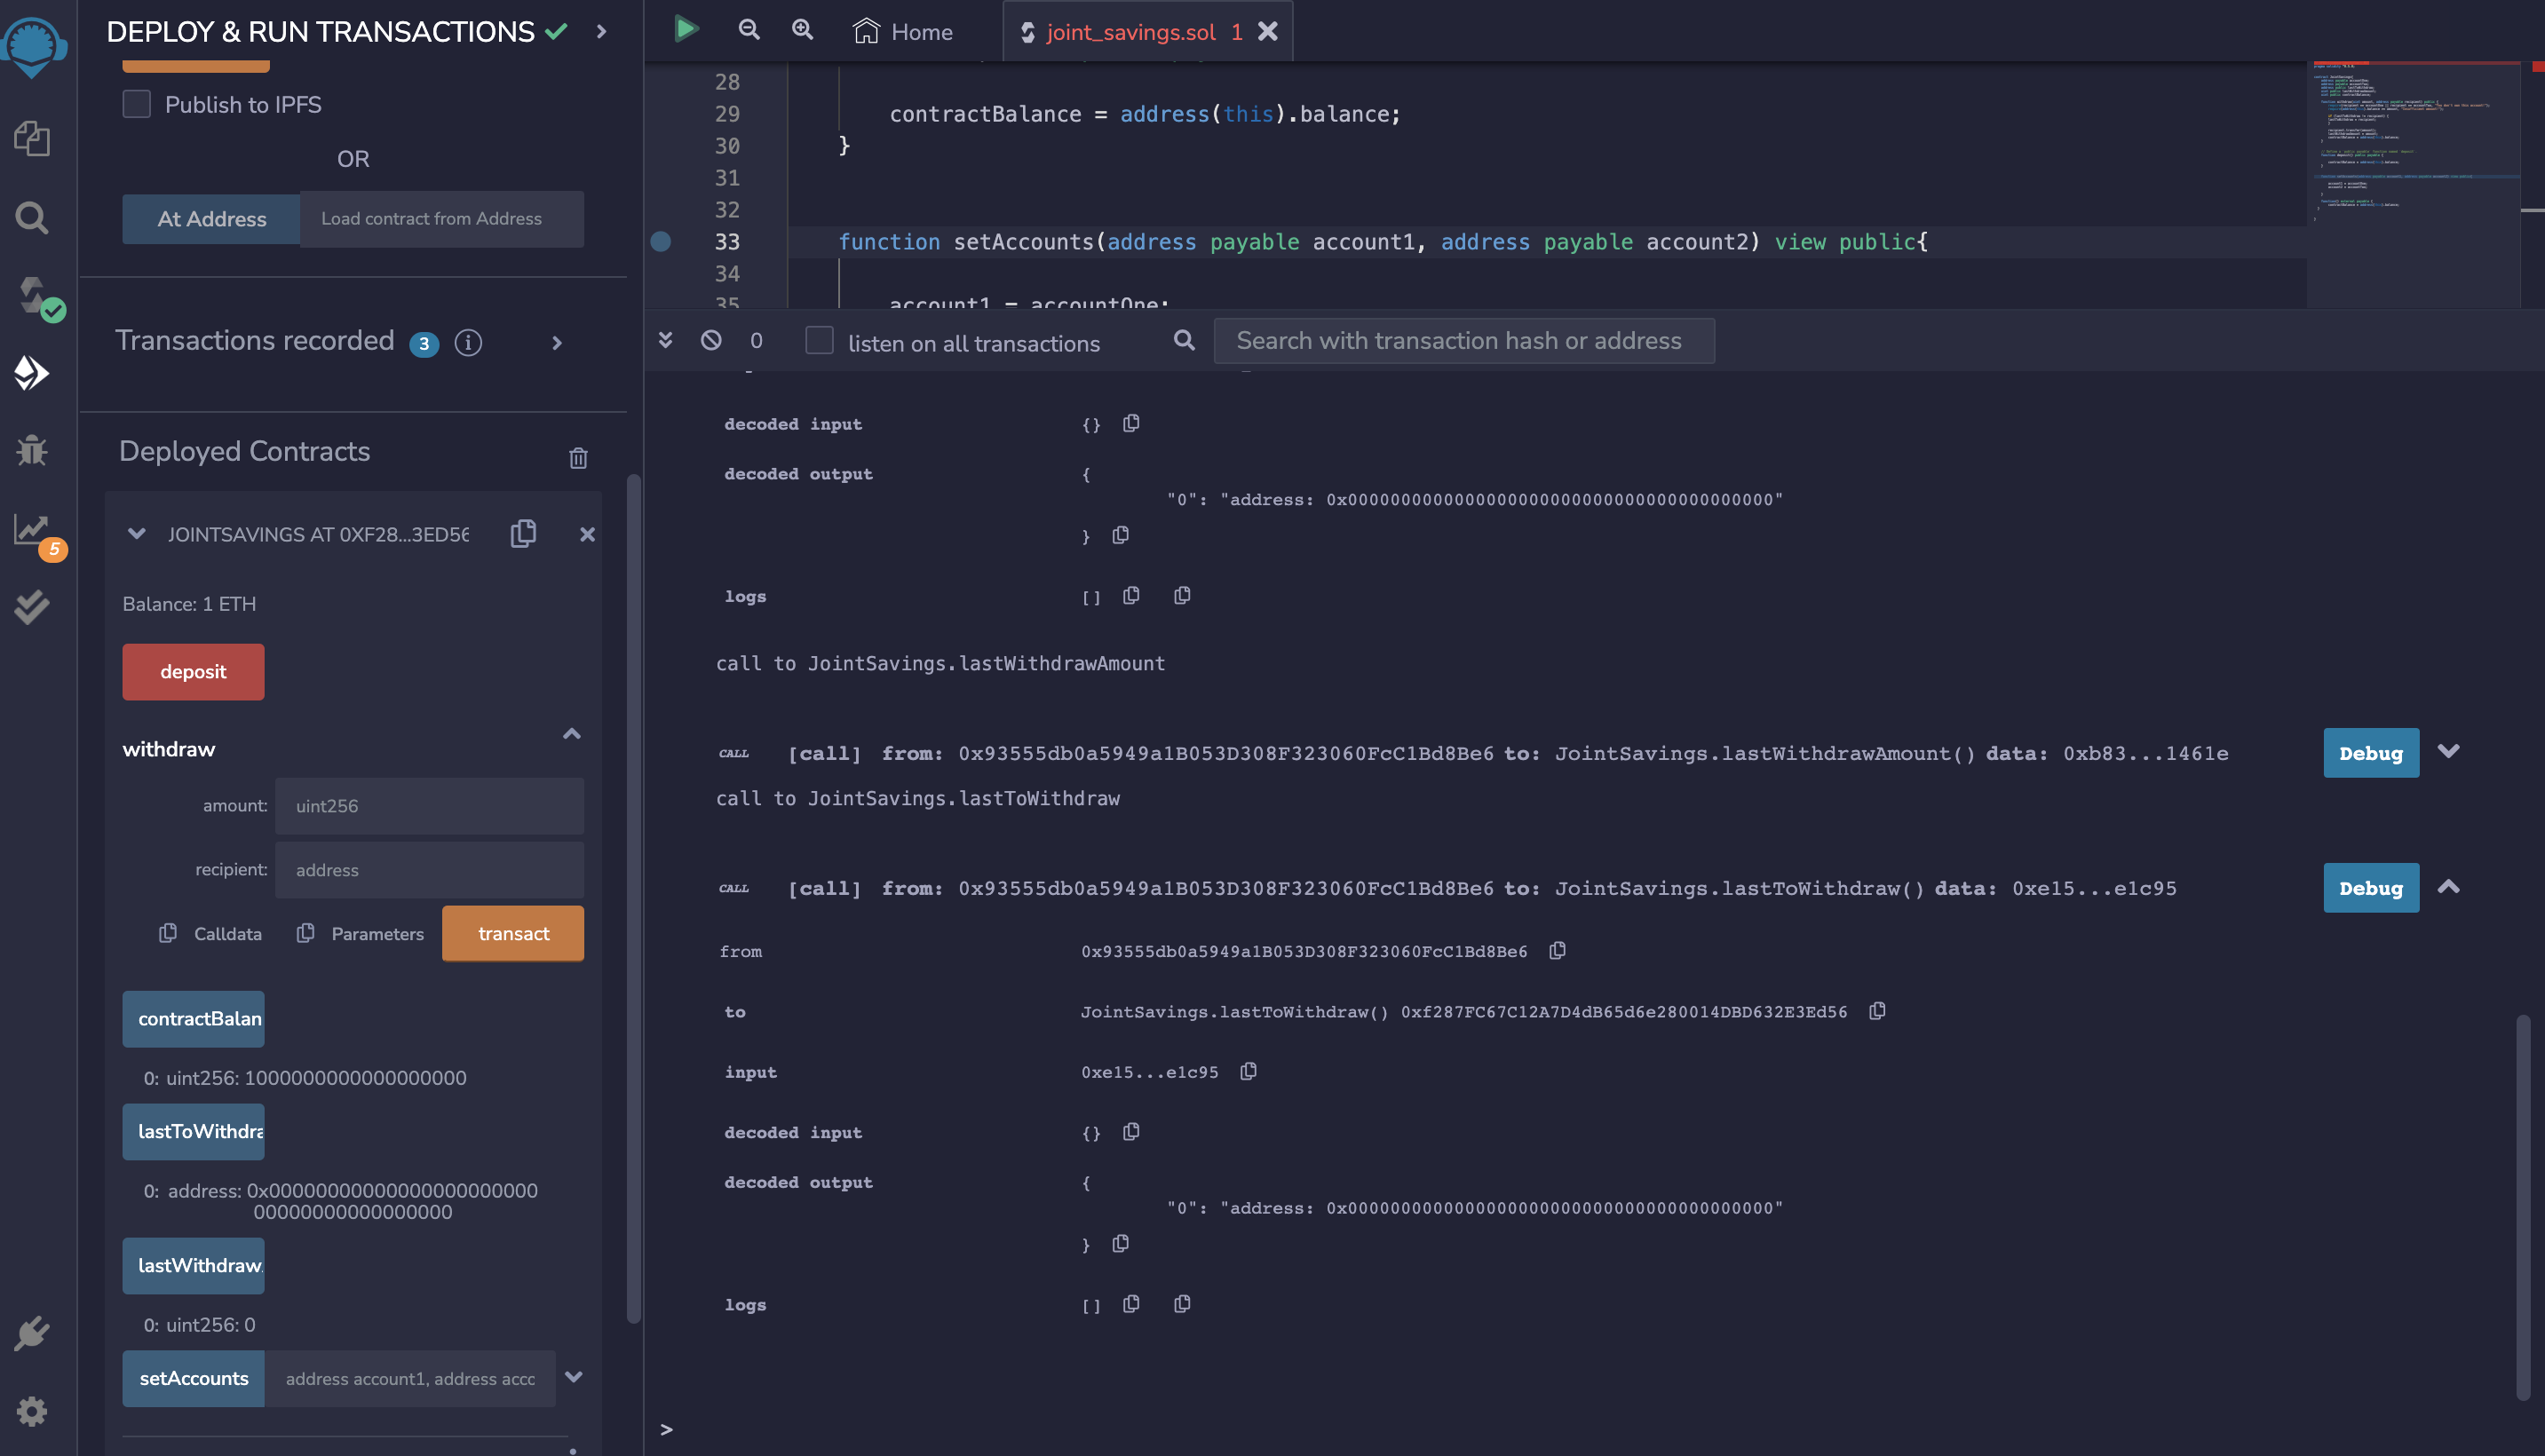 DEPLOY & RUN TRANSACTIONS
Publish to IPFS
OR
At Address
Load contract from Address
Transactions recorded 3
Deployed Contracts
5
JOINTSAVINGS AT 0XF28...3ED56
Balance: 1 ETH
deposit
withdraw
amount: uint256
recipient: address
Calldata Parameters transact
contractBalan
0: uint256: 1000000000000000000
lastToWithdra
0: address: 0x00000000000000000000000
00000000000000000
lastWithdraw
0: uint256: 0
setAccounts
address account1, address accc
Home
joint_savings.sol 1
28
29 contractBalance = address(this).balance;
30 }
31
32
33 function setAccounts(address payable account1, address payable account2) view public{
34
35 account1 = accountOne;
0 listen on all transactions
Search with transaction hash or address
decoded input {}
decoded output {
"0": "address: 0x0000000000000000000000000000000000000000"
}
logs []
call to JointSavings.lastWithdrawAmount
CALL [call] from: 0x93555db0a5949a1B053D308F323060FcC1Bd8Be6 to: JointSavings.lastWithdrawAmount() data: 0xb83...1461e
Debug
call to JointSavings.lastToWithdraw
CALL [call] from: 0x93555db0a5949a1B053D308F323060FcC1Bd8Be6 to: JointSavings.lastToWithdraw() data: 0xe15...e1c95
Debug
from 0x93555db0a5949a1B053D308F323060FcC1Bd8Be6
to JointSavings.lastToWithdraw() 0xf287FC67C12A7D4dB65d6e280014DBD632E3Ed56
input 0xe15...e1c95
decoded input {}
decoded output {
"0": "address: 0x0000000000000000000000000000000000000000"
}
logs []
>